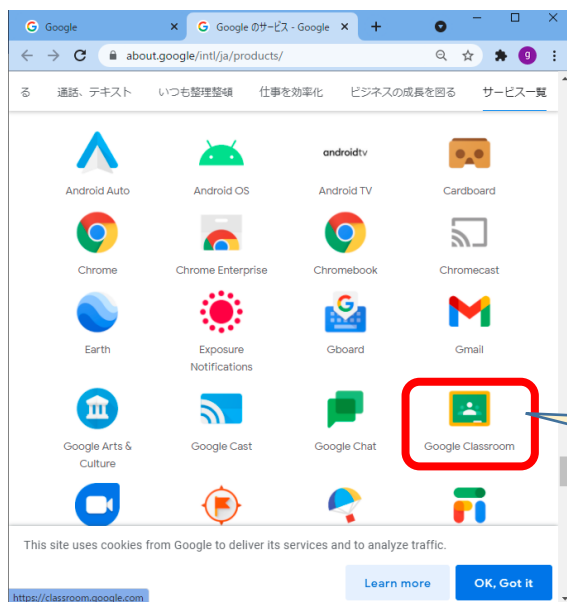 Google
Google のサービス - Google
about.google/intl/ja/products/
g
る 通話、テキスト いつも整理整頓 仕事を効率化 ビジネスの成長を図る サービス一覧
androidtv
Android Auto Android OS Android TV Cardboard
Chrome Chrome Enterprise Chromebook Chromecast
Earth Exposure Gboard Gmail
Notifications
Google Arts & Google Cast Google Chat Google Classroom
Culture
This site uses cookies from Google to deliver its services and to analyze traffic.
Learn more OK, Got it
https://classroom.google.com